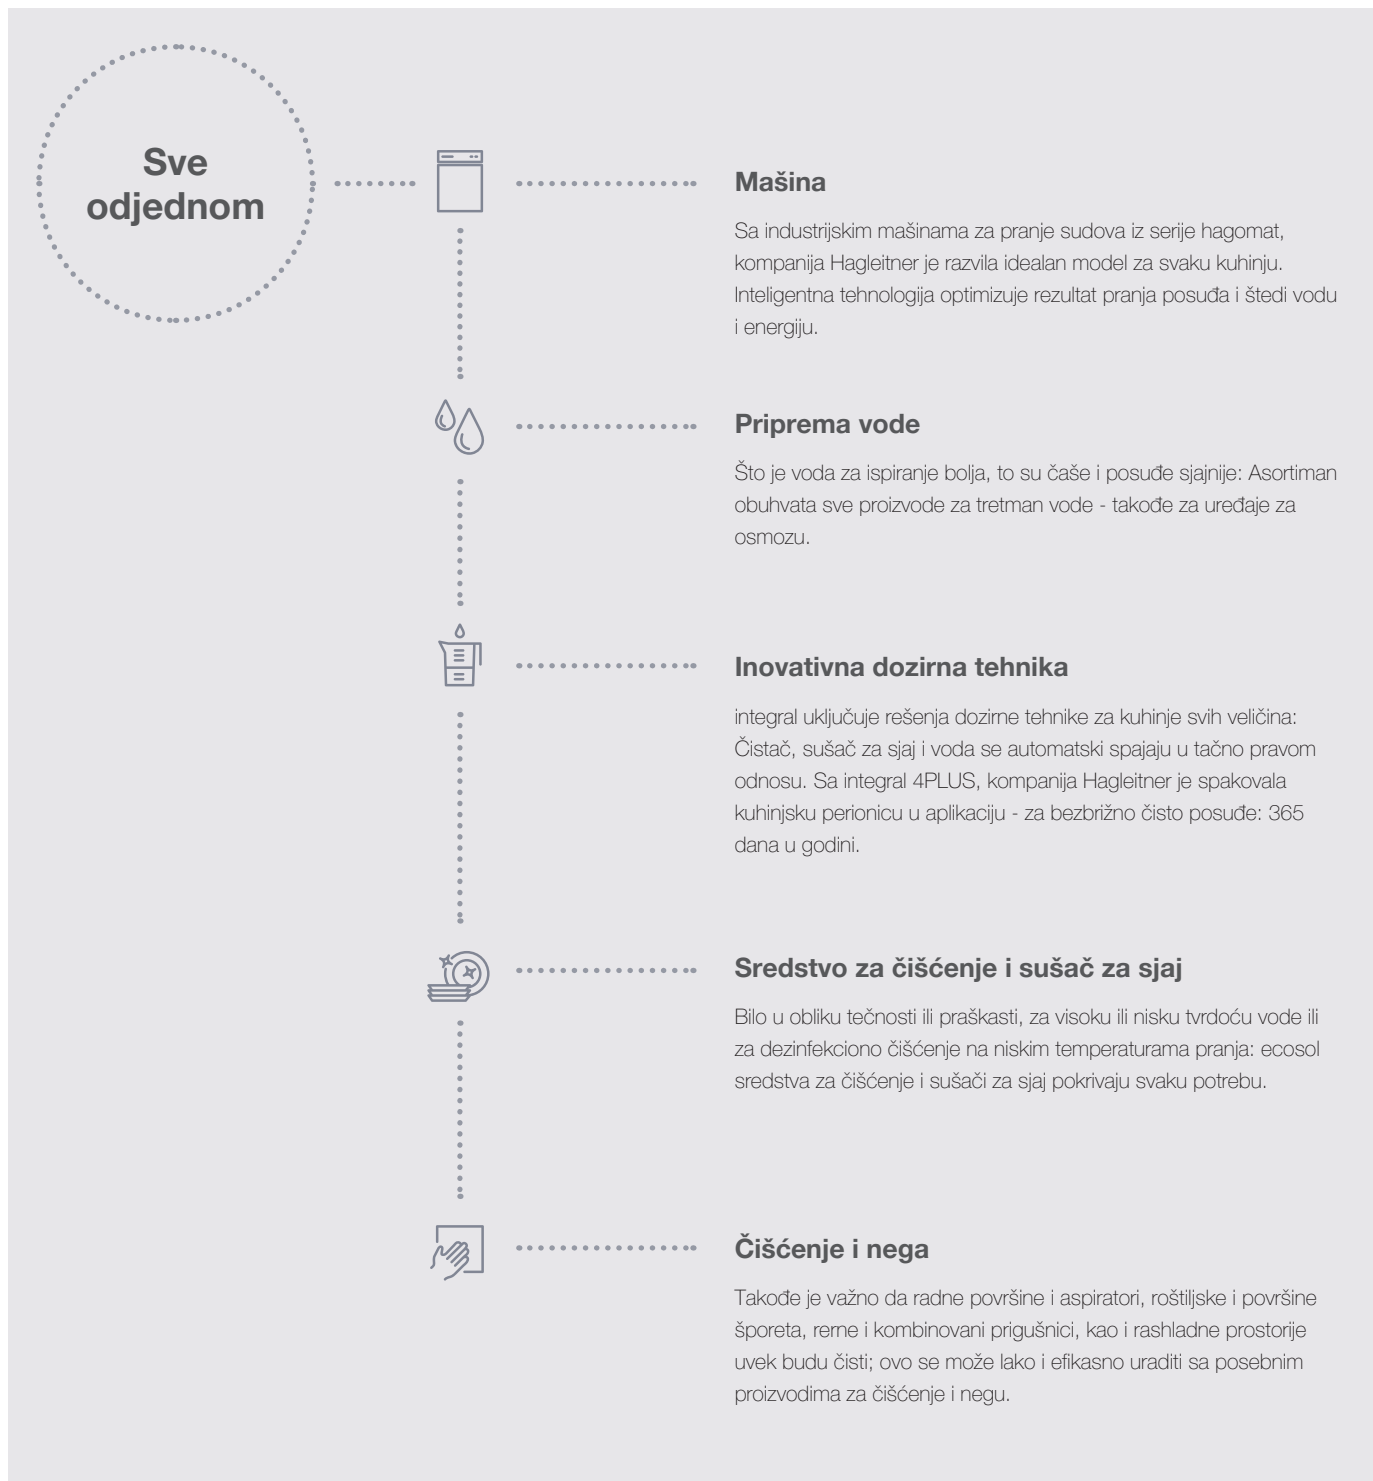 Sve
odjednom
Mašina
Sa industrijskim mašinama za pranje sudova iz serije hagomat,
kompanija Hagleitner je razvila idealan model za svaku kuhinju.
Inteligentna tehnologija optimizuje rezultat pranja posuđa i štedi vodu
i energiju.
Priprema vode
Što je voda za ispiranje bolja, to su čaše i posuđe sjajnije: Asortiman
obuhvata sve proizvode za tretman vode - takođe za uređaje za
osmozu.
Inovativna dozirna tehnika
integral uključuje rešenja dozirne tehnike za kuhinje svih veličina:
Čistač, sušač za sjaj i voda se automatski spajaju u tačno pravom
odnosu. Sa integral 4PLUS, kompanija Hagleitner je spakovala
kuhinjsku perionicu u aplikaciju - za bezbrižno čisto posuđe: 365
dana u godini.
Sredstvo za čišćenje i sušač za sjaj
Bilo u obliku tečnosti ili praškasti, za visoku ili nisku tvrdoću vode ili
za dezinfekciono čišćenje na niskim temperaturama pranja: ecosol
sredstva za čišćenje i sušači za sjaj pokrivaju svaku potrebu.
Čišćenje i nega
Takođe je važno da radne površine i aspiratori, roštiljske i površine
šporeta, rerne i kombinovani prigušnici, kao i rashladne prostorije
uvek budu čisti; ovo se može lako i efikasno uraditi sa posebnim
proizvodima za čišćenje i negu.